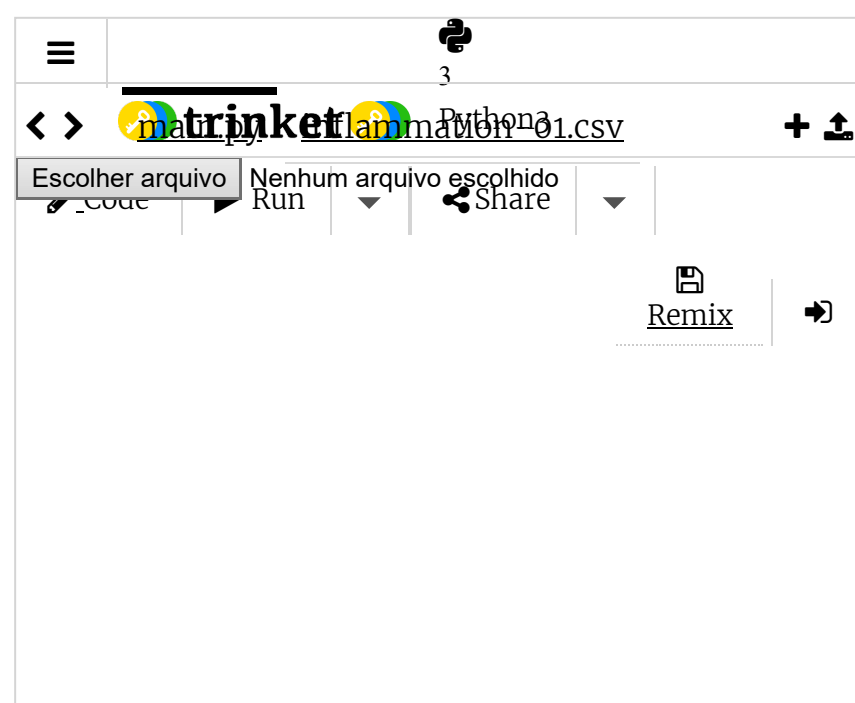 3
Python3
trinket
main.py inflammation-01.csv
Escolher arquivo Nenhum arquivo escolhido
Code Run Share
Remix